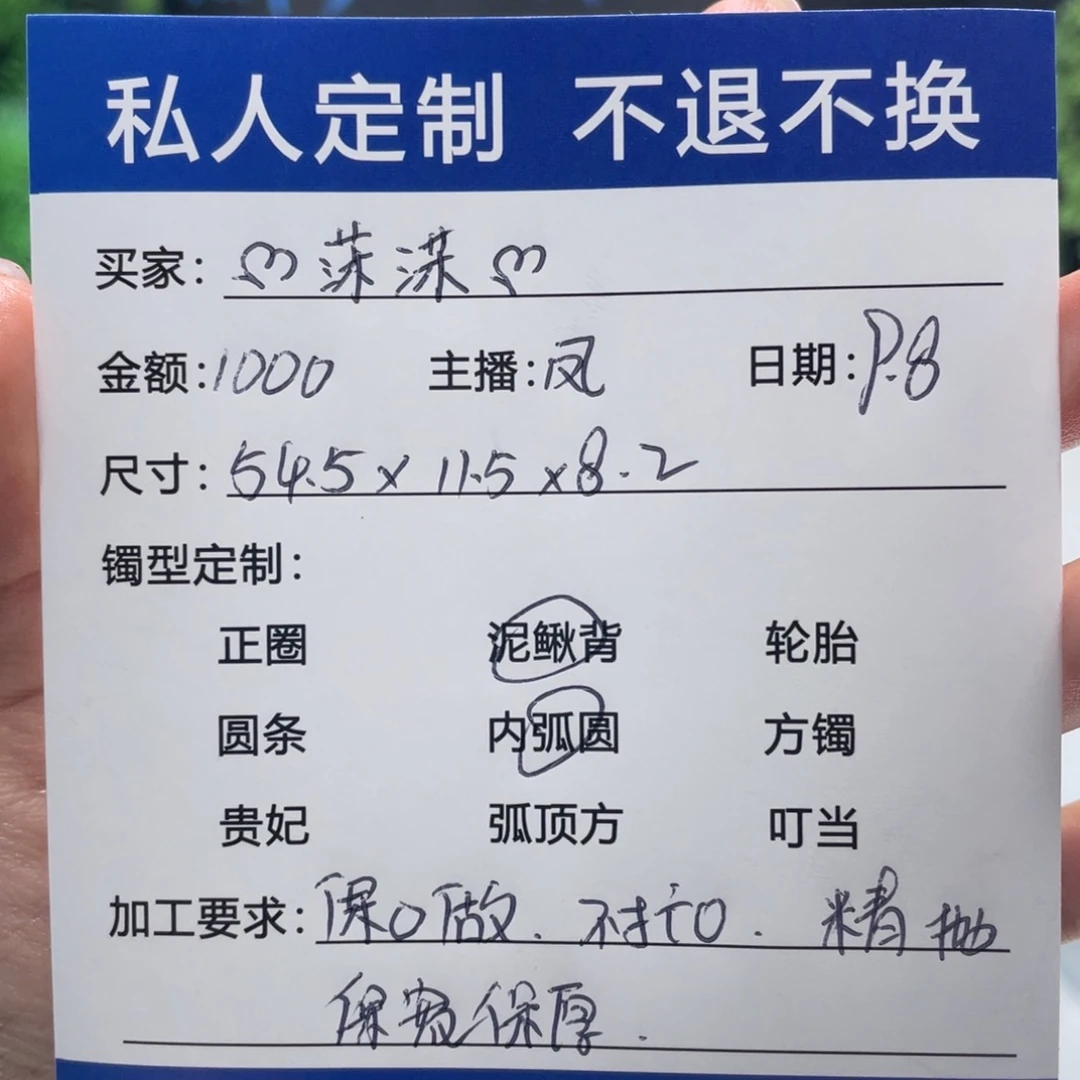 私人定制 不退不换
买家:
金额:1000 主播:凤 日期:
尺寸:54.5×11.5×8.2
镯型定制:
正圈 泥鳅背 轮胎
圆条 内弧圆 方镯
贵妃 弧顶方 叮当
加工要求:保口做. 不打口. 精抛
保宽保厚.